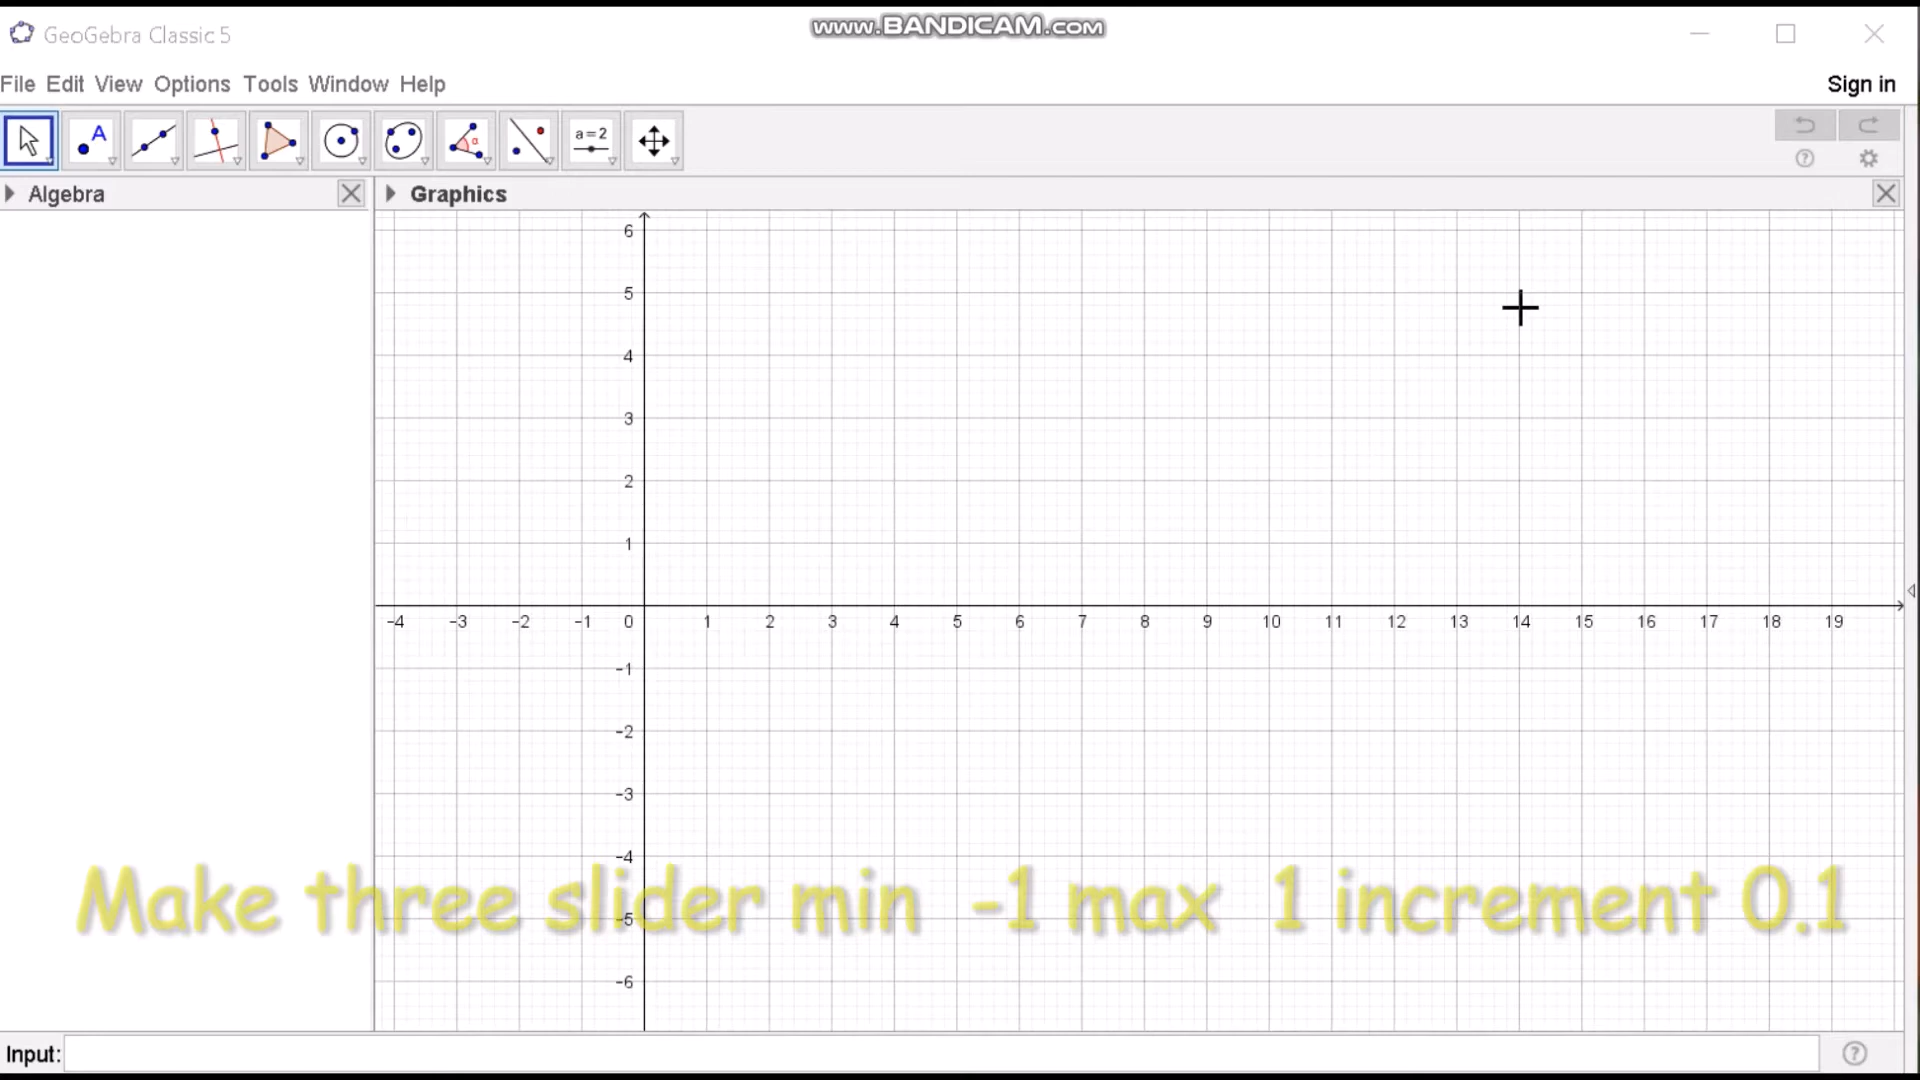 www.BANDICAM.com
GeoGebra Classic 5
File Edit View Options Tools Window Help
Sign in
A
α
a=2
Algebra
Graphics
6
5
4
3
2
1
-4 -3 -2 -1 0 1 2 3 4 5 6 7 8 9 10 11 12 13 14 15 16 17 18 19
-1
-2
-3
-4
Make three slider min -1 max 1 increment 0.1
-5
-6
Input: